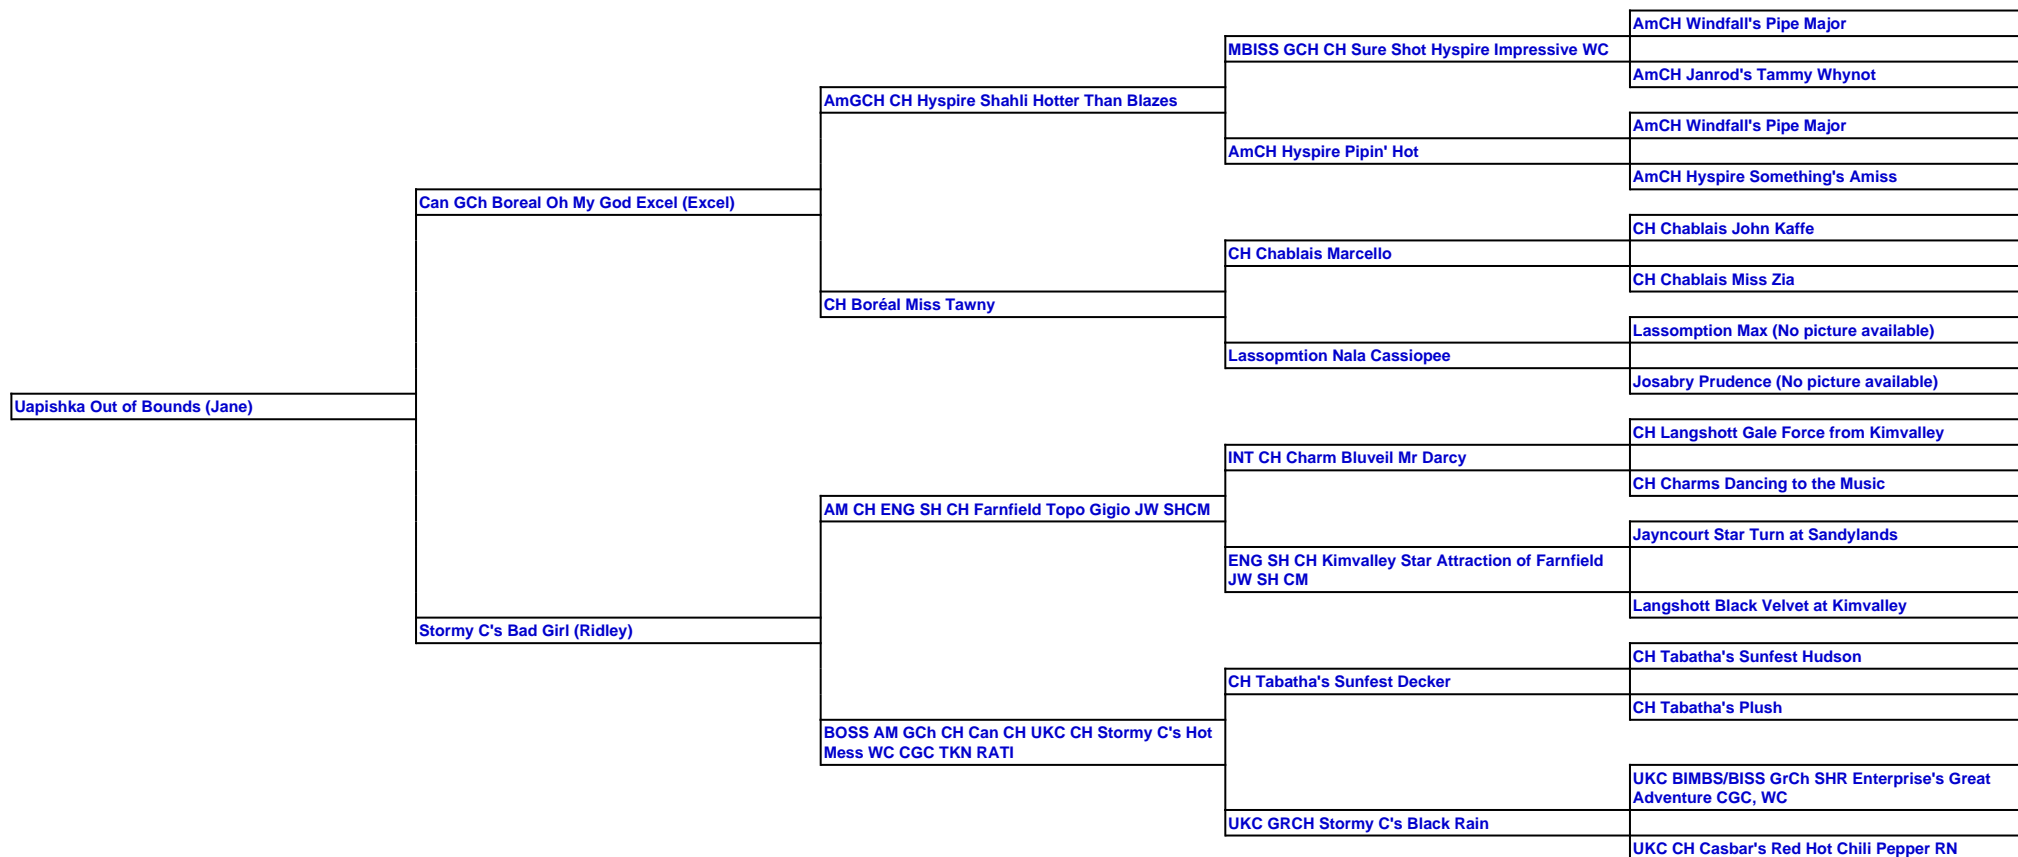 AmCH Windfall's Pipe Major
MBISS GCH CH Sure Shot Hyspire Impressive WC
AmCH Janrod's Tammy Whynot
AmGCH CH Hyspire Shahli Hotter Than Blazes
AmCH Windfall's Pipe Major
AmCH Hyspire Pipin' Hot
AmCH Hyspire Something's Amiss
Can GCh Boreal Oh My God Excel (Excel)
CH Chablais John Kaffe
CH Chablais Marcello
CH Chablais Miss Zia
CH Boréal Miss Tawny
Lassomption Max (No picture available)
Lassopmtion Nala Cassiopee
Josabry Prudence (No picture available)
Uapishka Out of Bounds (Jane)
CH Langshott Gale Force from Kimvalley
INT CH Charm Bluveil Mr Darcy
CH Charms Dancing to the Music
AM CH ENG SH CH Farnfield Topo Gigio JW SHCM
Jayncourt Star Turn at Sandylands
ENG SH CH Kimvalley Star Attraction of Farnfield
JW SH CM
Langshott Black Velvet at Kimvalley
Stormy C's Bad Girl (Ridley)
CH Tabatha's Sunfest Hudson
CH Tabatha's Sunfest Decker
CH Tabatha's Plush
BOSS AM GCh CH Can CH UKC CH Stormy C's Hot
Mess WC CGC TKN RATI
UKC BIMBS/BISS GrCh SHR Enterprise's Great
Adventure CGC, WC
UKC GRCH Stormy C's Black Rain
UKC CH Casbar's Red Hot Chili Pepper RN